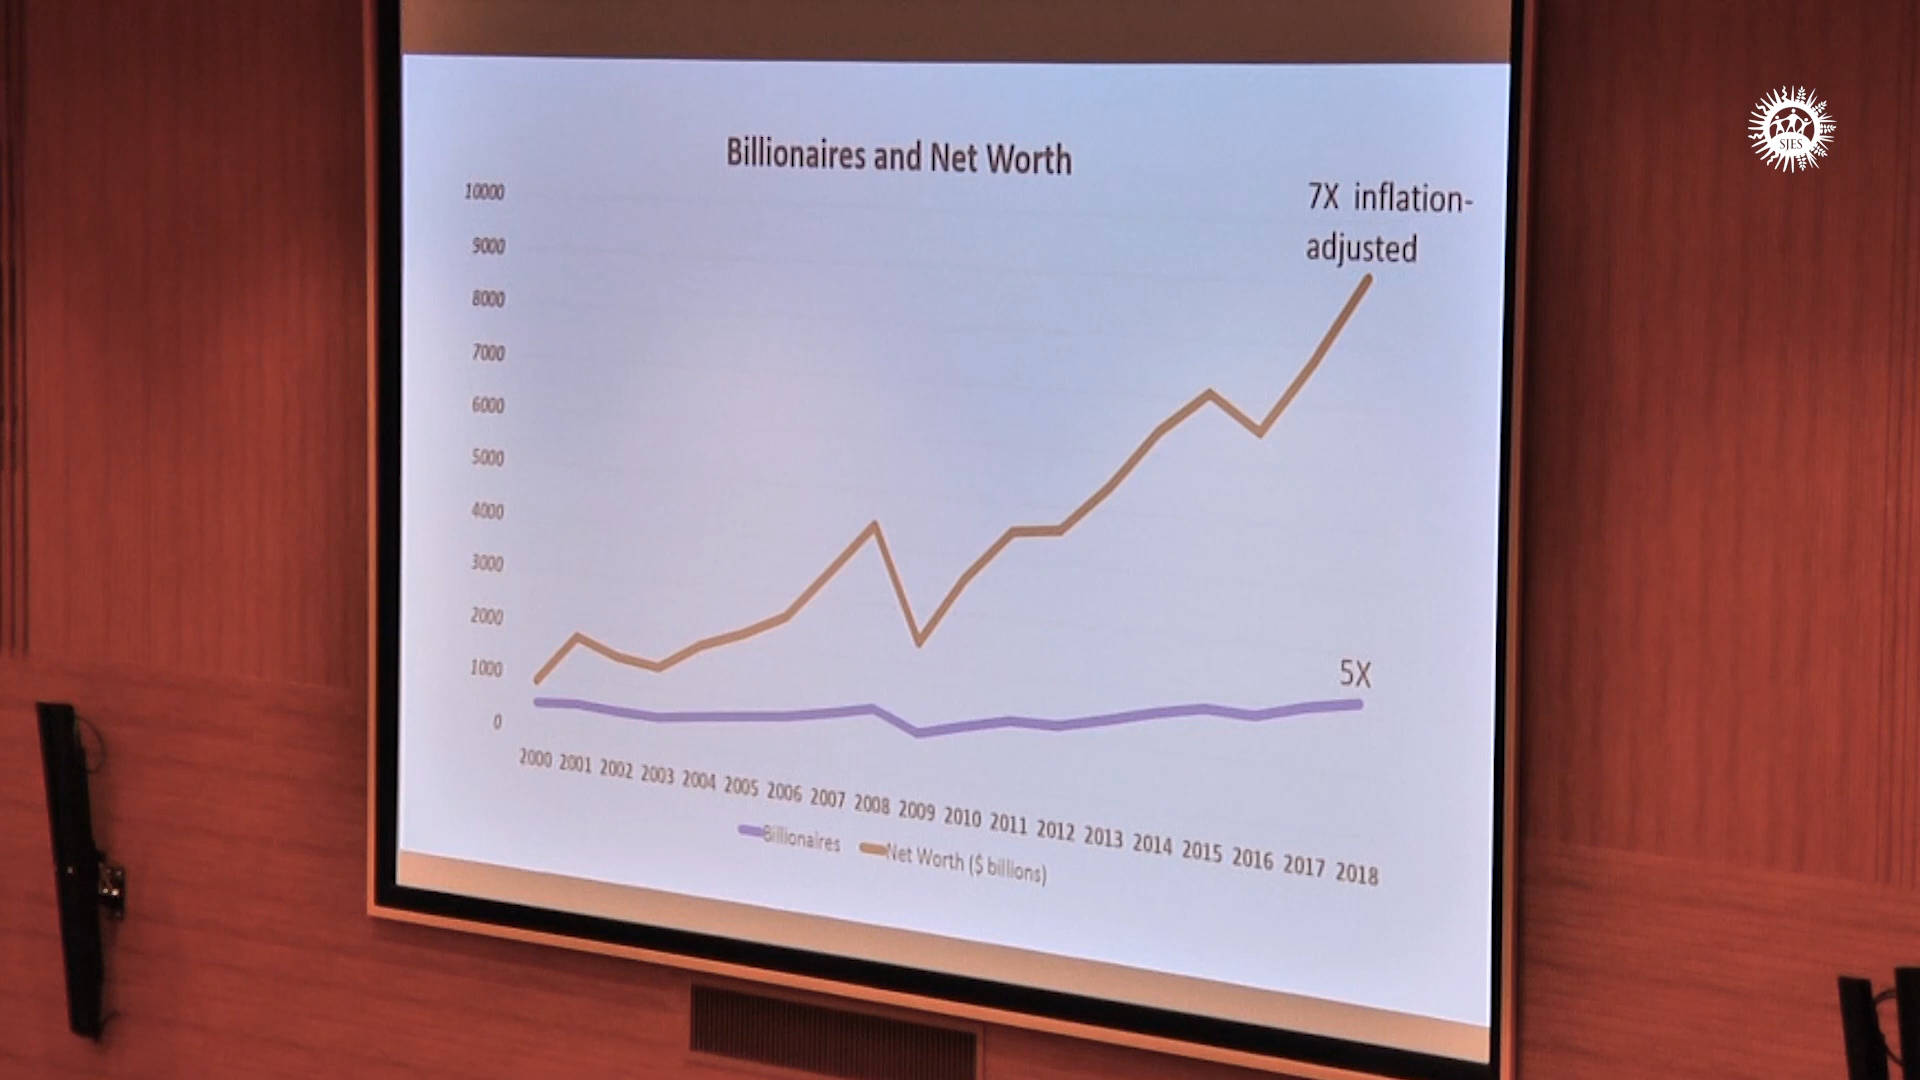 SJES
Billionaires and Net Worth
7X inflation-
adjusted
10000
9000
8000
7000
6000
5000
4000
3000
2000
1000
0
5X
2000 2001 2002 2003 2004 2005 2006 2007 2008 2009 2010 2011 2012 2013 2014 2015 2016 2017 2018
Billionaires Net Worth ($ billions)